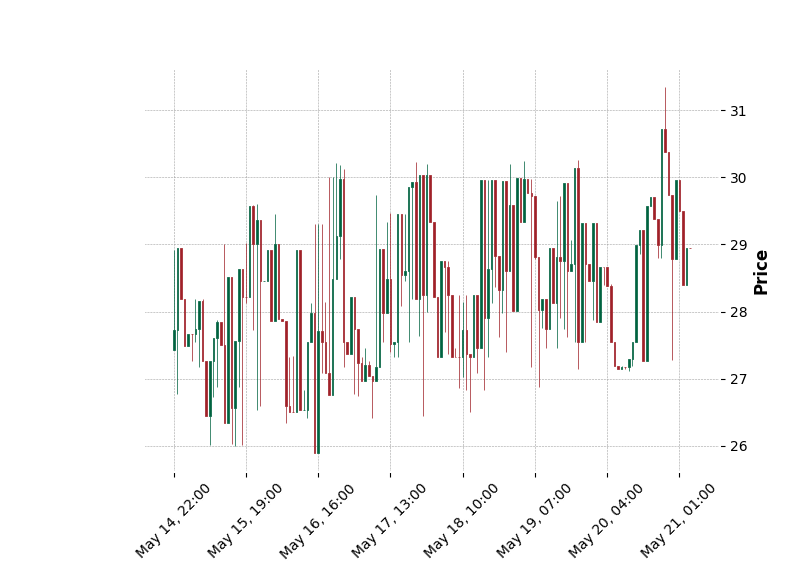 31
30
29
28
27
26
Price
May 14, 22:00
May 15, 19:00
May 16, 16:00
May 17, 13:00
May 18, 10:00
May 19, 07:00
May 20, 04:00
May 21, 01:00